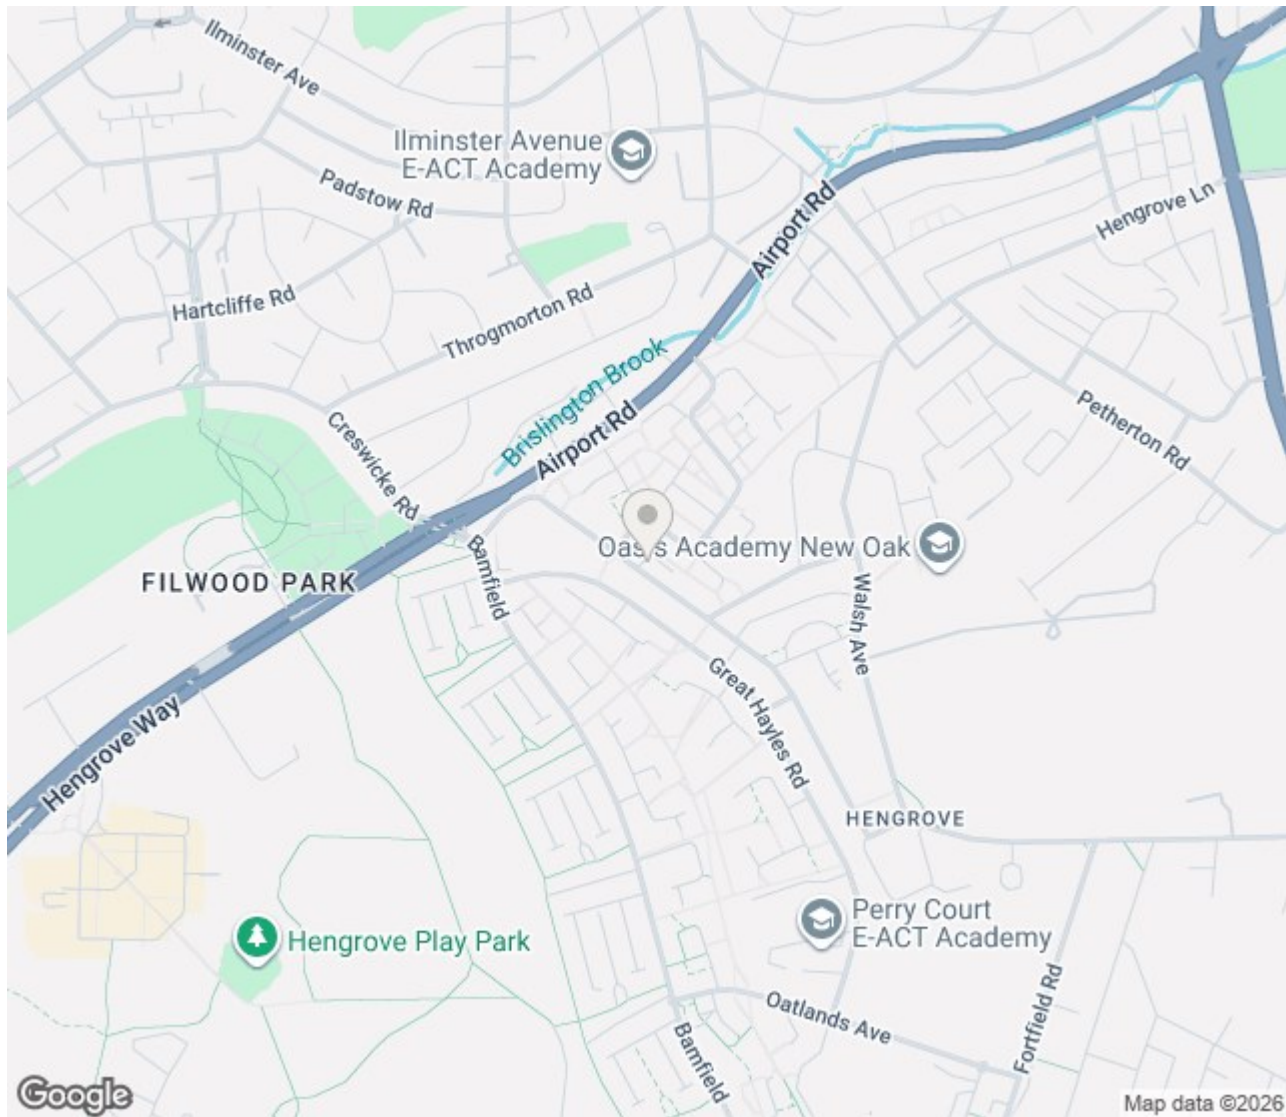 Ilminster Ave
Ilminster Avenue
E-ACT Academy
Padstow Rd
Airport Rd
Hengrove Ln
Hartcliffe Rd
Throgmorton Rd
Brislington Brook
Airport Rd
Petherton Rd
Creswicke Rd
Oasis Academy New Oak
Bamfield
FILWOOD PARK
Walsh Ave
Great Hayles Rd
Hengrove Way
HENGROVE
Perry Court
E-ACT Academy
Hengrove Play Park
Oatlands Ave
Fortfield Rd
Bamfield
Google
Map data ©2026